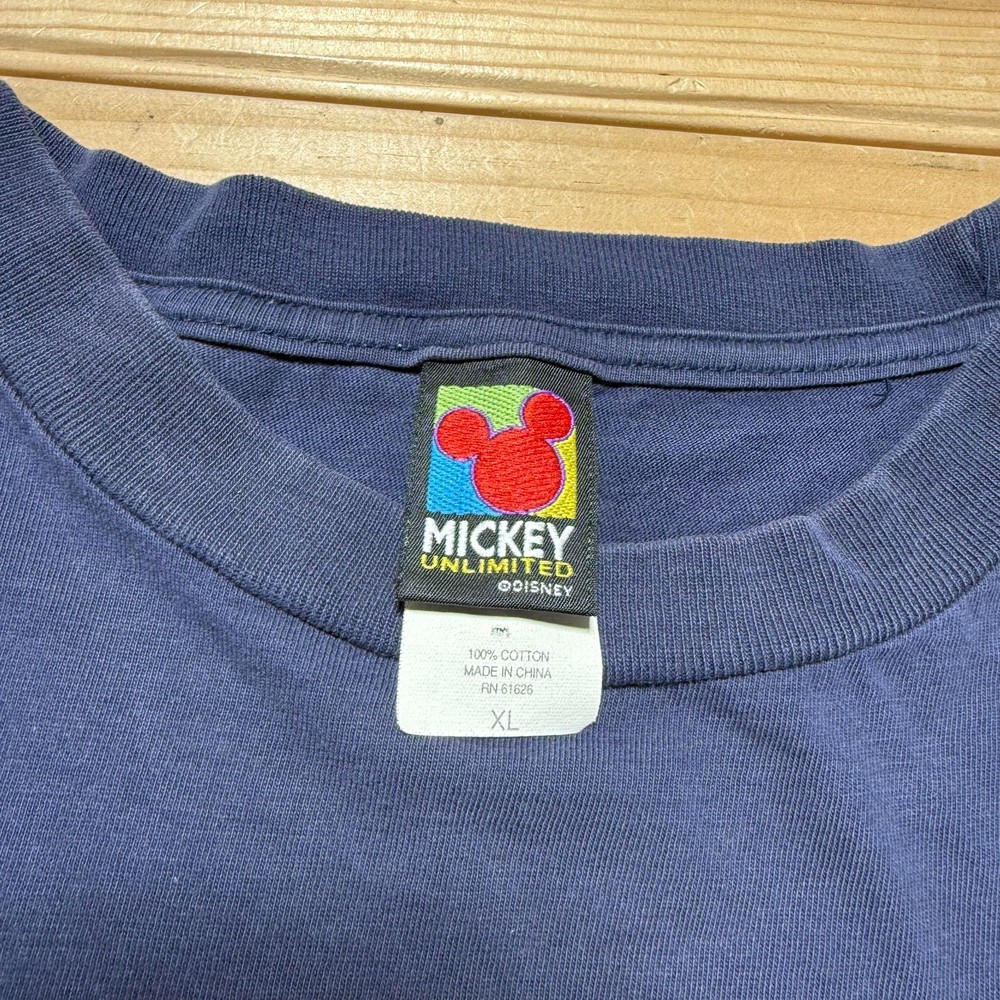 MICKEY
UNLIMITED
©DISNEY
100% COTTON
MADE IN CHINA
RN 61626
XL